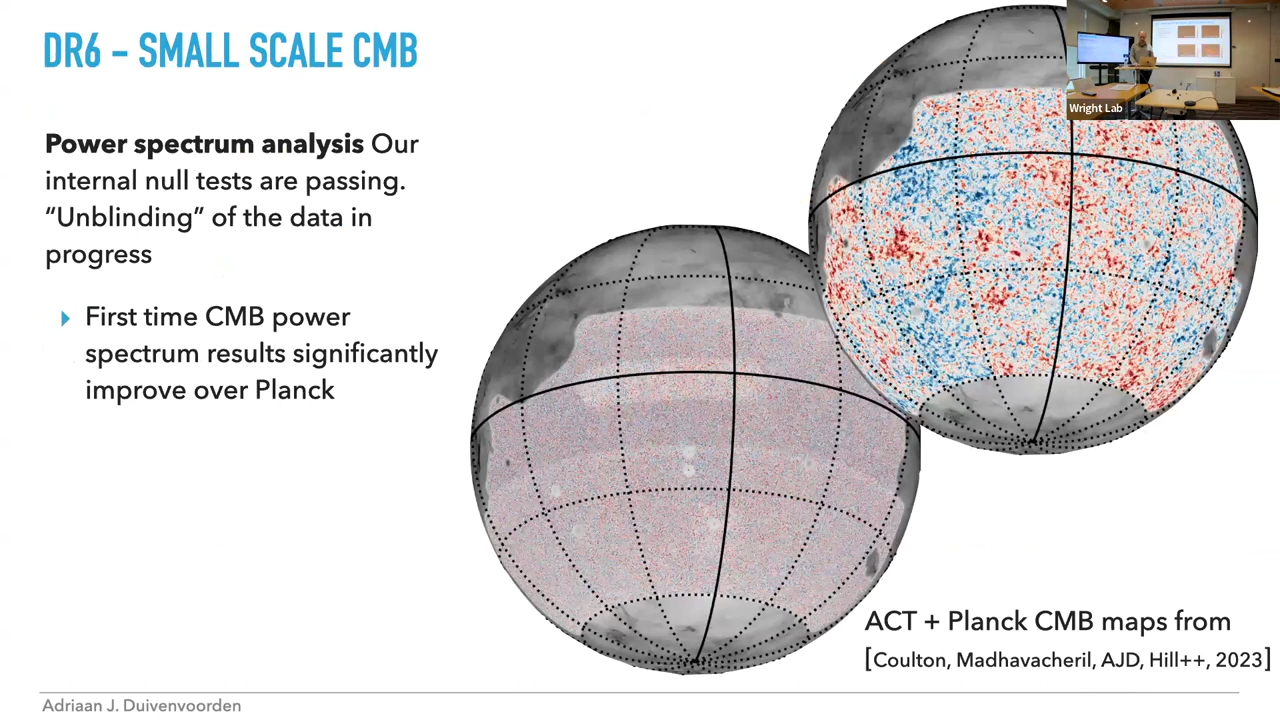 DR6 – SMALL SCALE CMB
Wright Lab
Power spectrum analysis Our
internal null tests are passing.
“Unblinding” of the data in
progress
First time CMB power
spectrum results significantly
improve over Planck
ACT + Planck CMB maps from
[Coulton, Madhavacheril, AJD, Hill++, 2023]
Adriaan J. Duivenvoorden